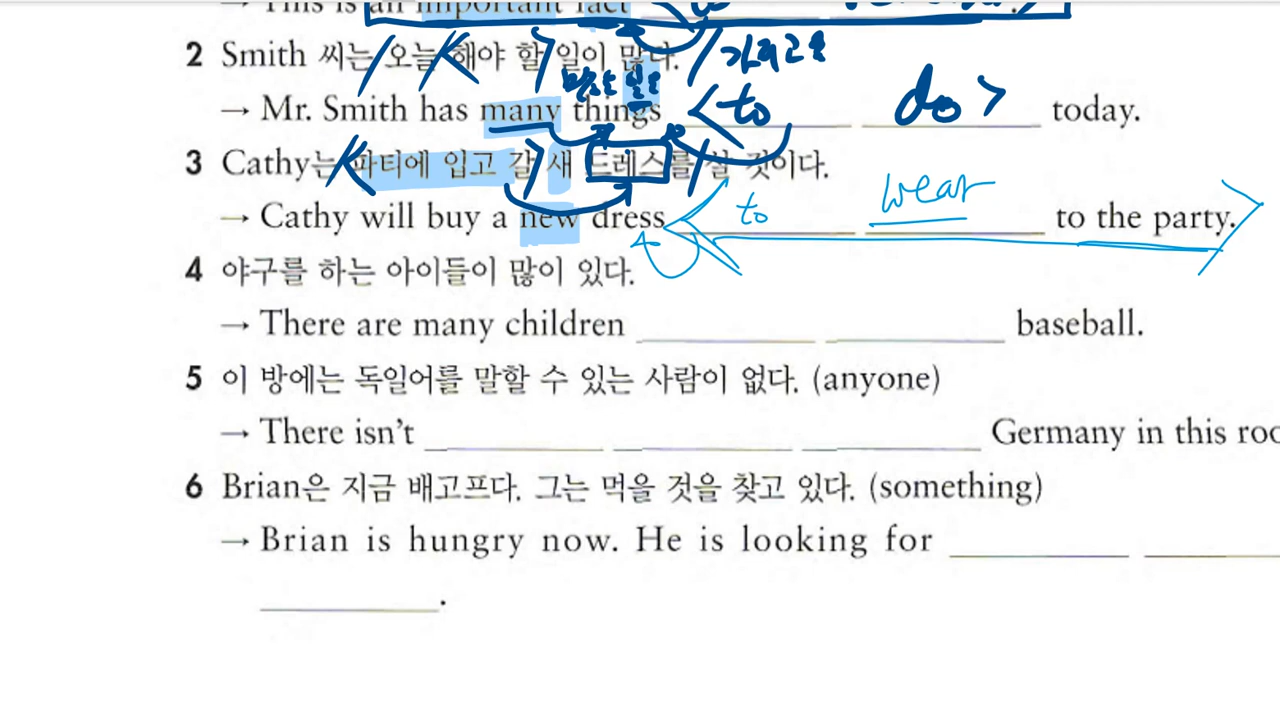 → This is an important fact to
2 Smith 씨는 오늘 해야 할 일이 많다. / 가지고 있
→ Mr. Smith has many things <to do> today.
3 Cathy는 파티에 입고 갈 새 드레스를 살 것이다.
→ Cathy will buy a new dress to wear to the party.
4 야구를 하는 아이들이 많이 있다.
→ There are many children baseball.
5 이 방에는 독일어를 말할 수 있는 사람이 없다. (anyone)
→ There isn't Germany in this roo
6 Brian은 지금 배고프다. 그는 먹을 것을 찾고 있다. (something)
→ Brian is hungry now. He is looking for
.